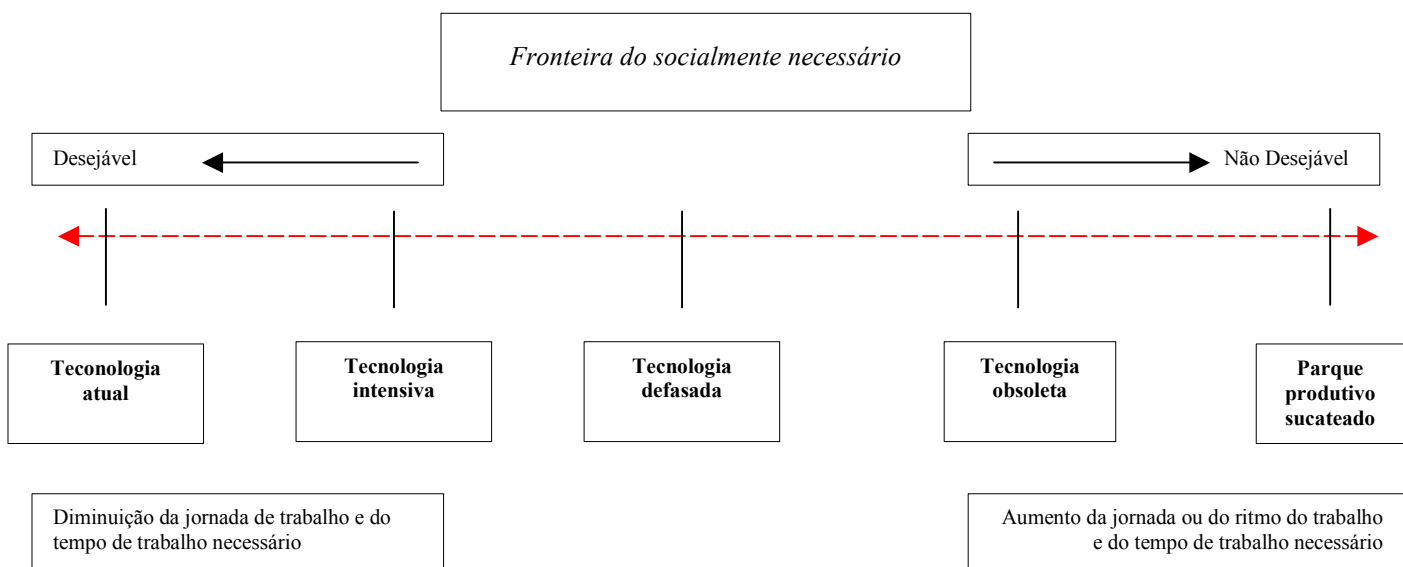 Fronteira do socialmente necessário
Desejável
Não Desejável
Teconologia
atual
Tecnologia
intensiva
Tecnologia
defasada
Tecnologia
obsoleta
Parque
produtivo
sucateado
Diminuição da jornada de trabalho e do
tempo de trabalho necessário
Aumento da jornada ou do ritmo do trabalho
e do tempo de trabalho necessário